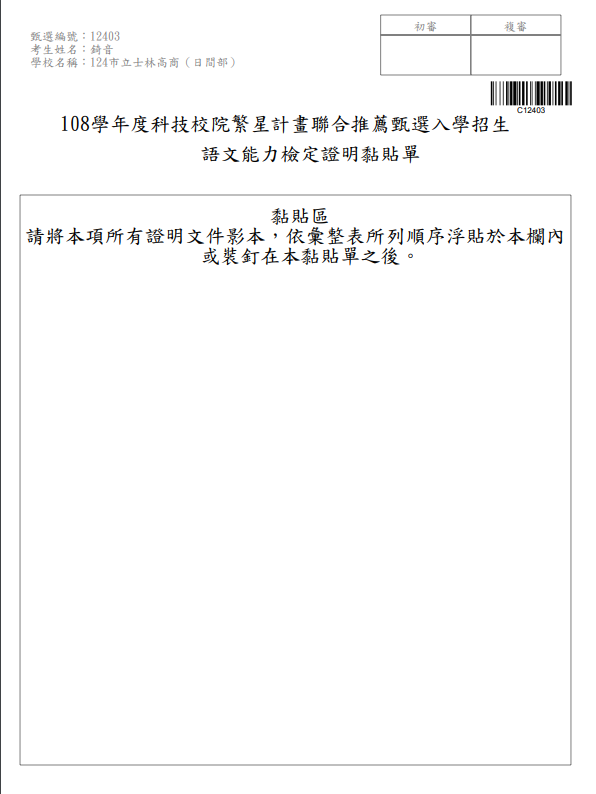 甄選編號：12403
考生姓名：錡音
學校名稱：124市立士林高商（日間部）
初審 複審
C12403
108學年度科技校院繁星計畫聯合推薦甄選入學招生
語文能力檢定證明黏貼單
黏貼區
請將本項所有證明文件影本，依彙整表所列順序浮貼於本欄內
或裝釘在本黏貼單之後。